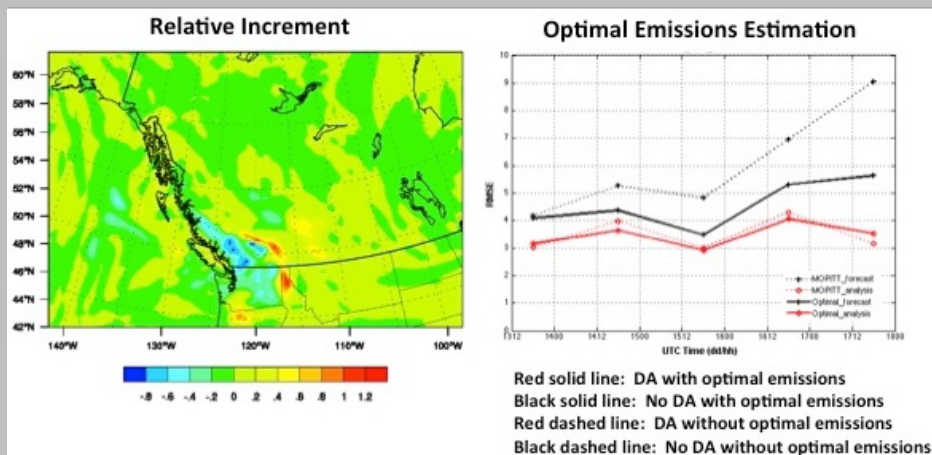 Relative Increment
60°N
58°N
56°N
54°N
52°N
50°N
48°N
46°N
44°N
42°N
140°W
130°W
120°W
110°W
100°W
-.8 -.6 -.4 -.2 0 .2 .4 .6 .8 1 1.2
Optimal Emissions Estimation
10
9
8
7
6
5
4
3
2
1
0
RMSE
MOPITT_forecast
MOPITT_analysis
Optimal_forecast
Optimal_analysis
1312 1400 1412 1500 1512 1600 1612 1700 1712 1800
UTC Time (dd/hh)
Red solid line: DA with optimal emissions
Black solid line: No DA with optimal emissions
Red dashed line: DA without optimal emissions
Black dashed line: No DA without optimal emissions